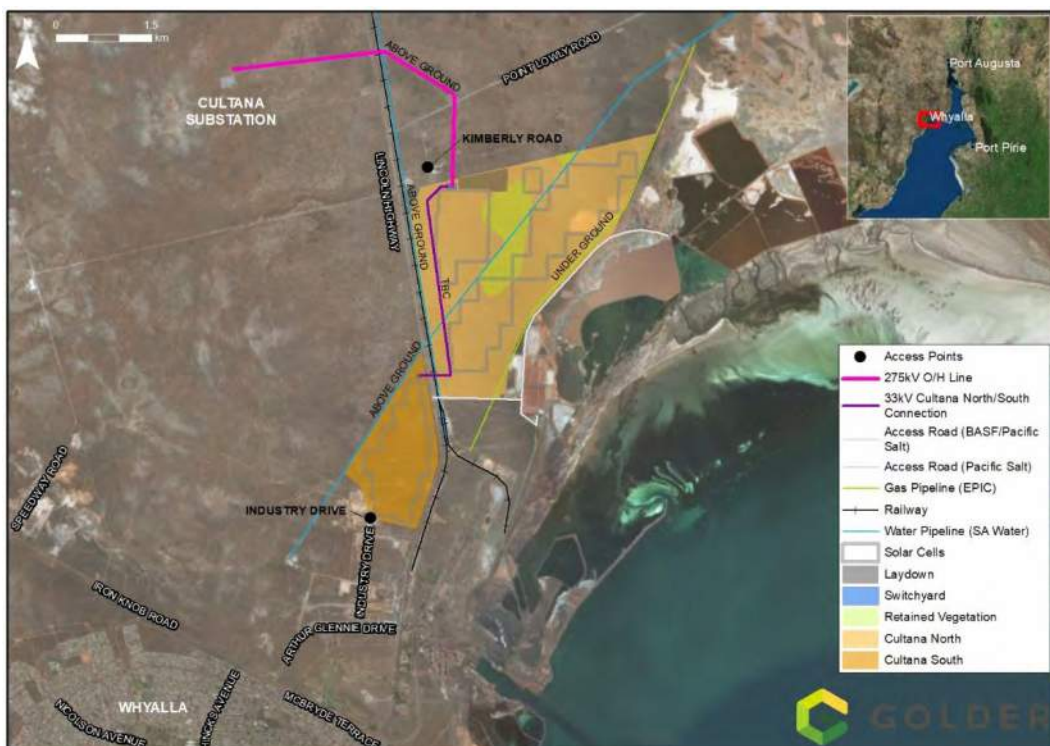 N
0 1.5
km
ABOVE GROUND
POINT LOWLY ROAD
CULTANA
SUBSTATION
KIMBERLY ROAD
LINCOLN HIGHWAY
ABOVE GROUND
TBC
UNDER GROUND
ABOVE GROUND
SPEEDWAY ROAD
INDUSTRY DRIVE
INDUSTRY DRIVE
IRON KNOB ROAD
ARTHUR
GLENNIE DRIVE
WHYALLA
NICOLSON AVENUE
MCBRYDE TERRACE
Port Augusta
Whyalla
Port Pirie
Access Points
275kV O/H Line
33kV Cultana North/South
Connection
Access Road (BASF/Pacific
Salt)
Access Road (Pacific Salt)
Gas Pipeline (EPIC)
Railway
Water Pipeline (SA Water)
Solar Cells
Laydown
Switchyard
Retained Vegetation
Cultana North
Cultana South
GOLDER